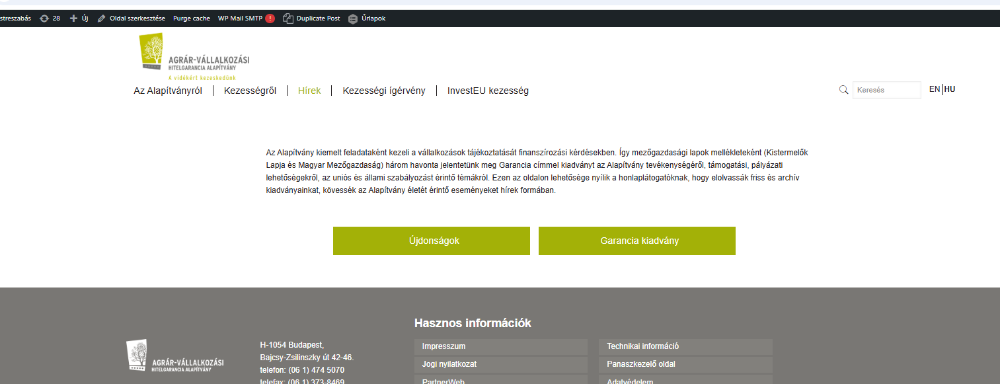 streszabás 28 Új Oldal szerkesztése Purge cache WP Mail SMTP ! Duplicate Post Űrlapok
AGRÁR-VÁLLALKOZÁSI
HITELGARANCIA ALAPÍTVÁNY
A vidékért kezeskedünk
Az Alapítványról | Kezességről | Hírek | Kezességi ígérvény | InvestEU kezesség
Keresés
EN|HU
Az Alapítvány kiemelt feladataként kezeli a vállalkozások tájékoztatását finanszírozási kérdésekben. Így mezőgazdasági lapok mellékleteként (Kistermelők
Lapja és Magyar Mezőgazdaság) három havonta jelentetünk meg Garancia címmel kiadványt az Alapítvány tevékenységéről, támogatási, pályázati
lehetőségekről, az uniós és állami szabályozást érintő témákról. Ezen az oldalon lehetősége nyílik a honlaplátogatóknak, hogy elolvassák friss és archív
kiadványainkat, kövessék az Alapítvány életét érintő eseményeket hírek formában.
Újdonságok
Garancia kiadvány
AGRÁR-VÁLLALKOZÁSI
HITELGARANCIA ALAPÍTVÁNY
H-1054 Budapest,
Bajcsy-Zsilinszky út 42-46.
telefon: (06 1) 474 5070
telefax: (06 1) 373-8469
Hasznos információk
Impresszum
Jogi nyilatkozat
PartnerWeb
Technikai információ
Panaszkezelő oldal
Adatvédelem